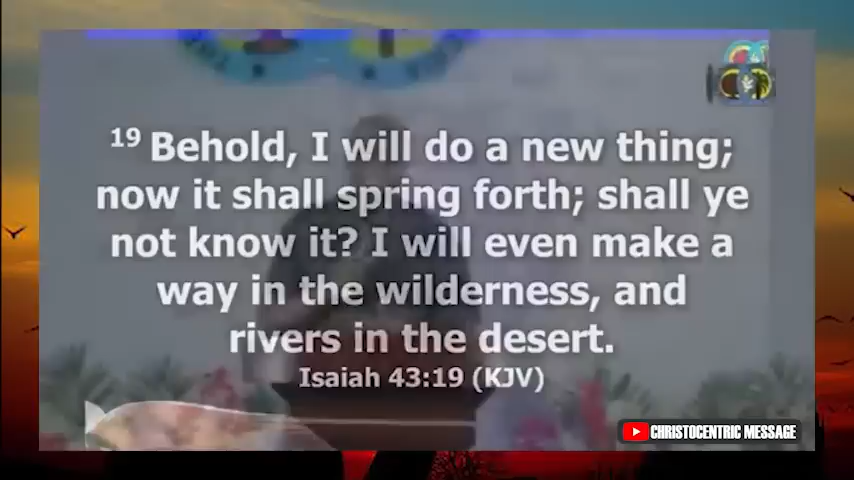 19 Behold, I will do a new thing;
now it shall spring forth; shall ye
not know it? I will even make a
way in the wilderness, and
rivers in the desert.
Isaiah 43:19 (KJV)
CHRISTOCENTRIC MESSAGE